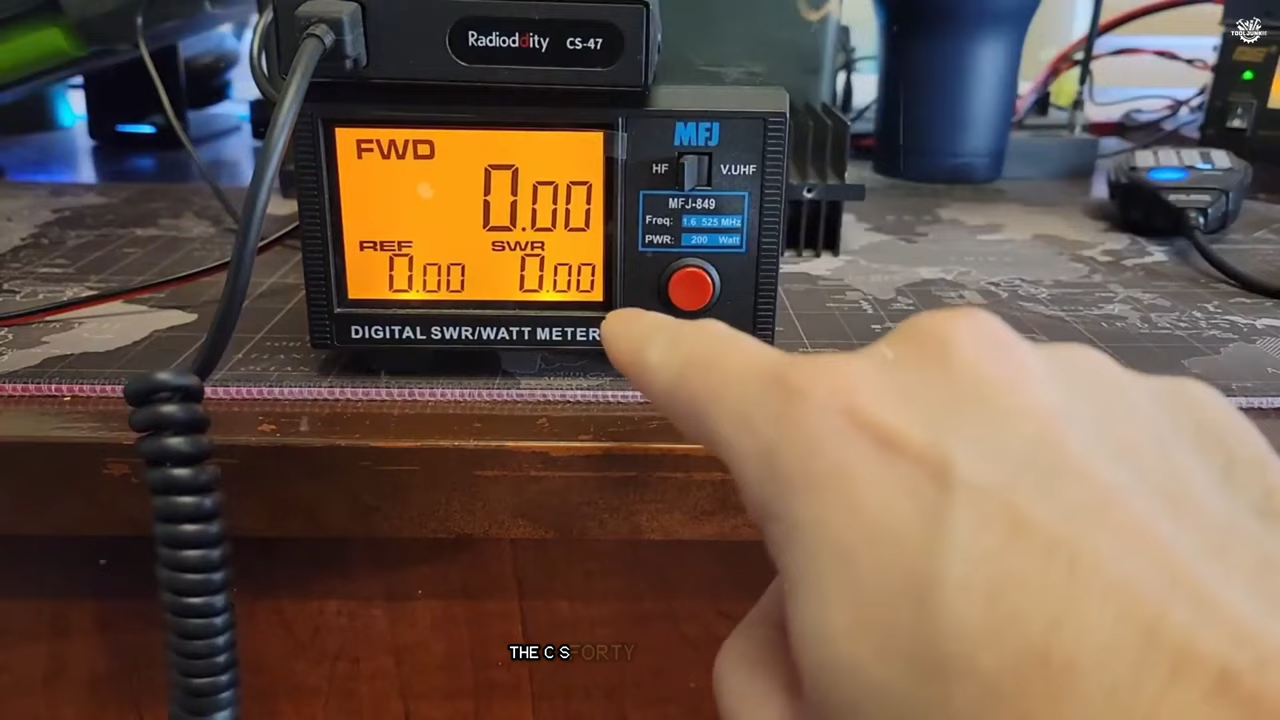 TOOLJUNKIE
Radioddity CS-47
FWD
0.00
REF SWR
0.00 0.00
DIGITAL SWR/WATT METER
MFJ
HF V.UHF
MFJ-849
Freq: 1.6 525 MHz
PWR: 200 Watt
THE C S FORTY